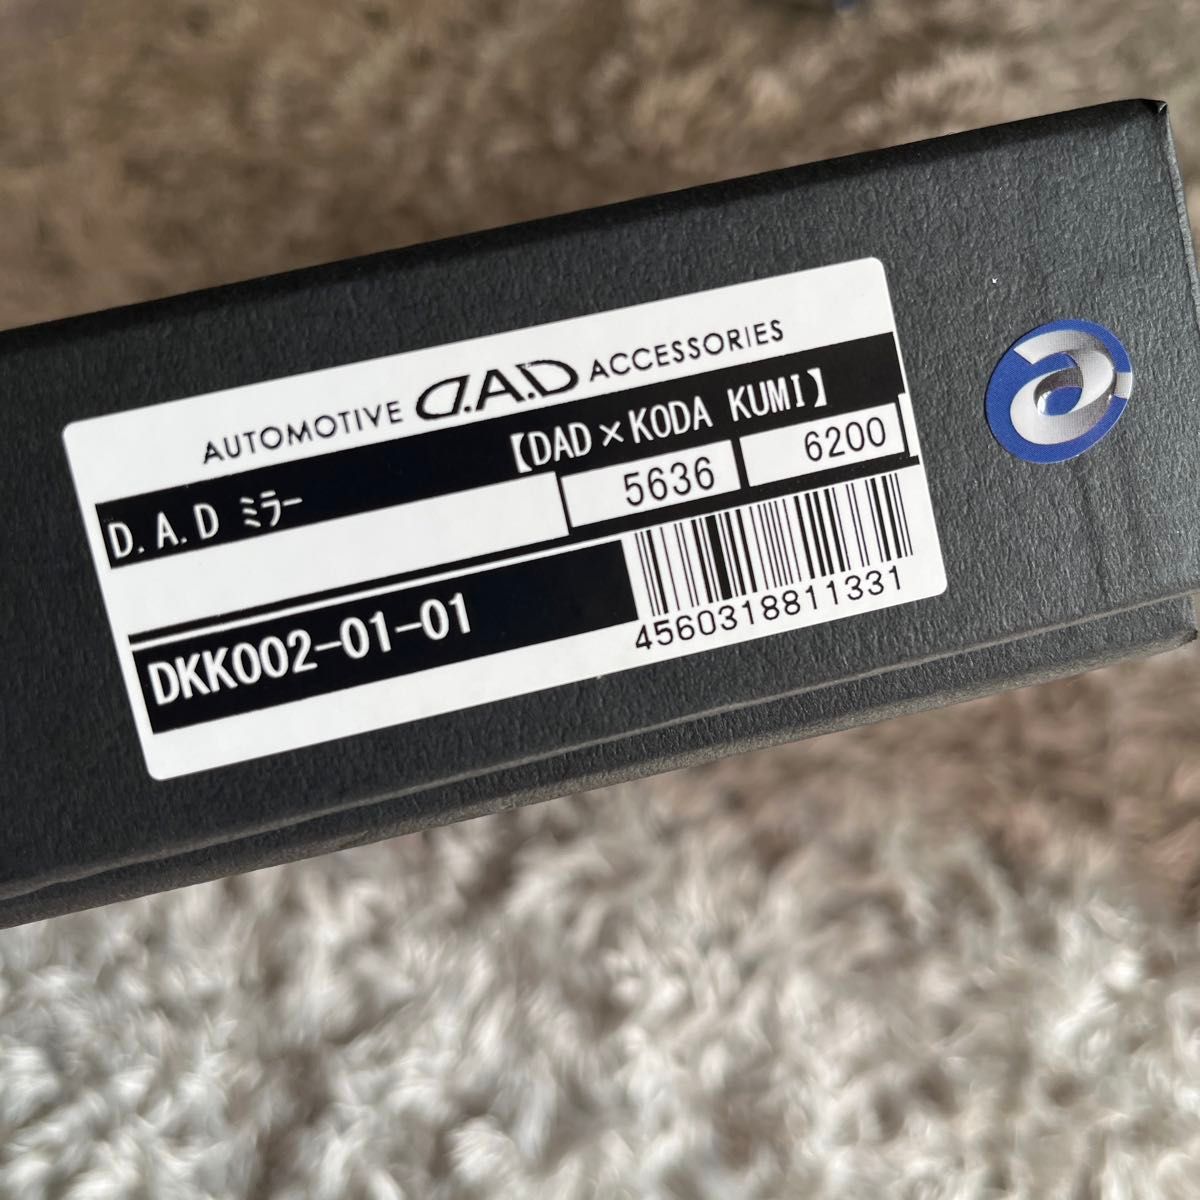 AUTOMOTIVE D.A.D ACCESSORIES
D.A.D ミラー 【DAD×KODA KUMI】
5636 6200
DKK002-01-01
4560318811331